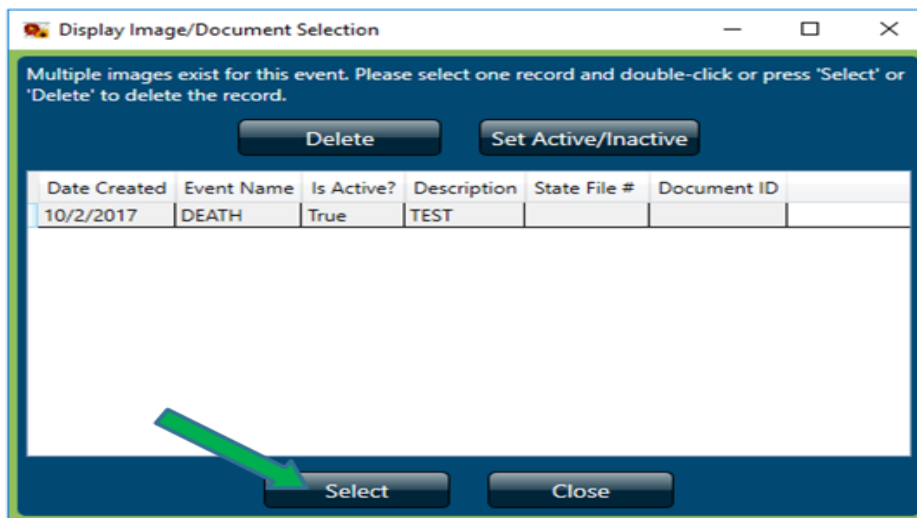 Display Image/Document Selection
Multiple images exist for this event. Please select one record and double-click or press 'Select' or
'Delete' to delete the record.
Delete Set Active/Inactive
Date Created Event Name Is Active? Description State File # Document ID
10/2/2017 DEATH True TEST
Select Close